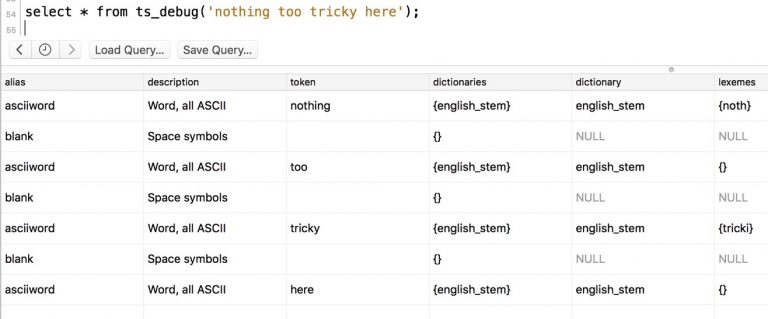 54 select * from ts_debug('nothing too tricky here');
55
Load Query... Save Query...
alias description token dictionaries dictionary lexemes
asciiword Word, all ASCII nothing {english_stem} english_stem {noth}
blank Space symbols {} NULL NULL
asciiword Word, all ASCII too {english_stem} english_stem {}
blank Space symbols {} NULL NULL
asciiword Word, all ASCII tricky {english_stem} english_stem {tricki}
blank Space symbols {} NULL NULL
asciiword Word, all ASCII here {english_stem} english_stem {}